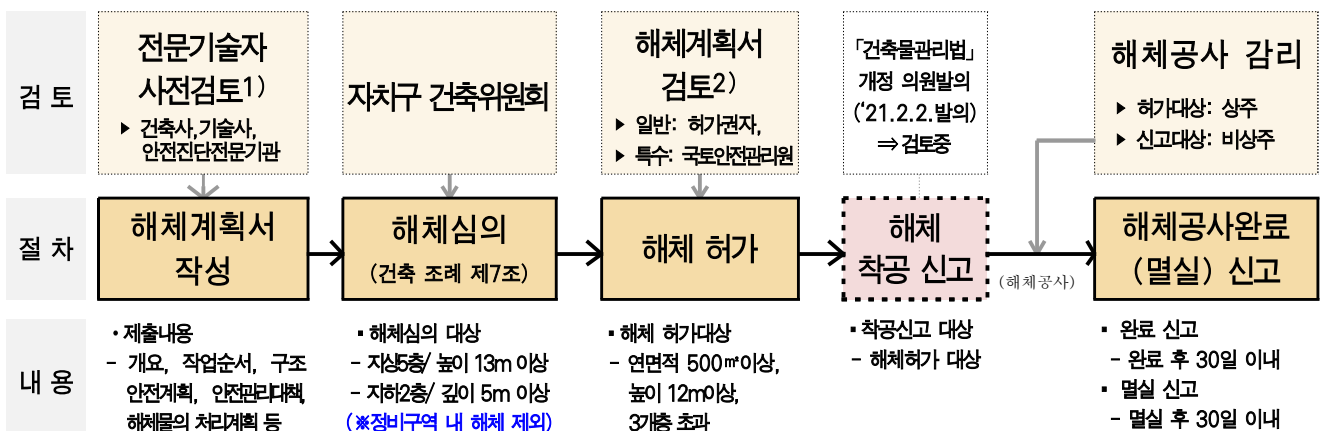 검 토
전문기술자
사전검토1)
▶ 건축사,기술사,
안전진단전문기관
자치구 건축위원회
해체계획서
검토2)
▶ 일반: 허가권자,
▶ 특수: 국토안전관리원
「건축물관리법」
개정 의원발의
(‘21.2.2.발의)
⇒ 검토중
해체공사 감리
▶ 허가대상: 상주
▶ 신고대상: 비상주
절 차
해체계획서
작성
해체심의
(건축 조례 제7조)
해체 허가
해체
착공 신고
(해체공사)
해체공사완료
(멸실) 신고
내 용
• 제출내용
- 개요, 작업순서, 구조
안전계획, 안전관리대책,
해체물의 처리계획 등
▪ 해체심의 대상
- 지상5층/ 높이 13m 이상
- 지하2층/ 깊이 5m 이상
(※정비구역 내 해체 제외)
▪ 해체 허가대상
- 연면적 500㎡이상,
높이 12m이상,
3개층 초과
▪ 착공신고 대상
- 해체허가 대상
▪ 완료 신고
- 완료 후 30일 이내
▪ 멸실 신고
- 멸실 후 30일 이내